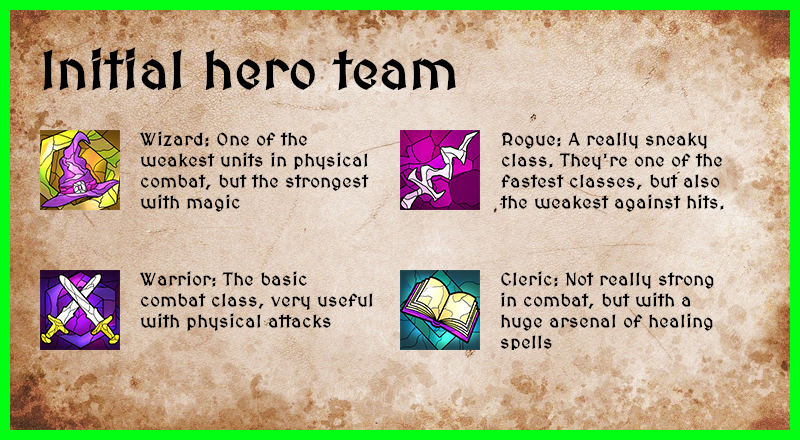 Initial hero team
Wizard: One of the
weakest units in physical
combat, but the strongest
with magic
Rogue: A really sneaky
class. They're one of the
fastest classes, but also
the weakest against hits.
Warrior: The basic
combat class, very useful
with physical attacks
Cleric: Not really strong
in combat, but with a
huge arsenal of healing
spells